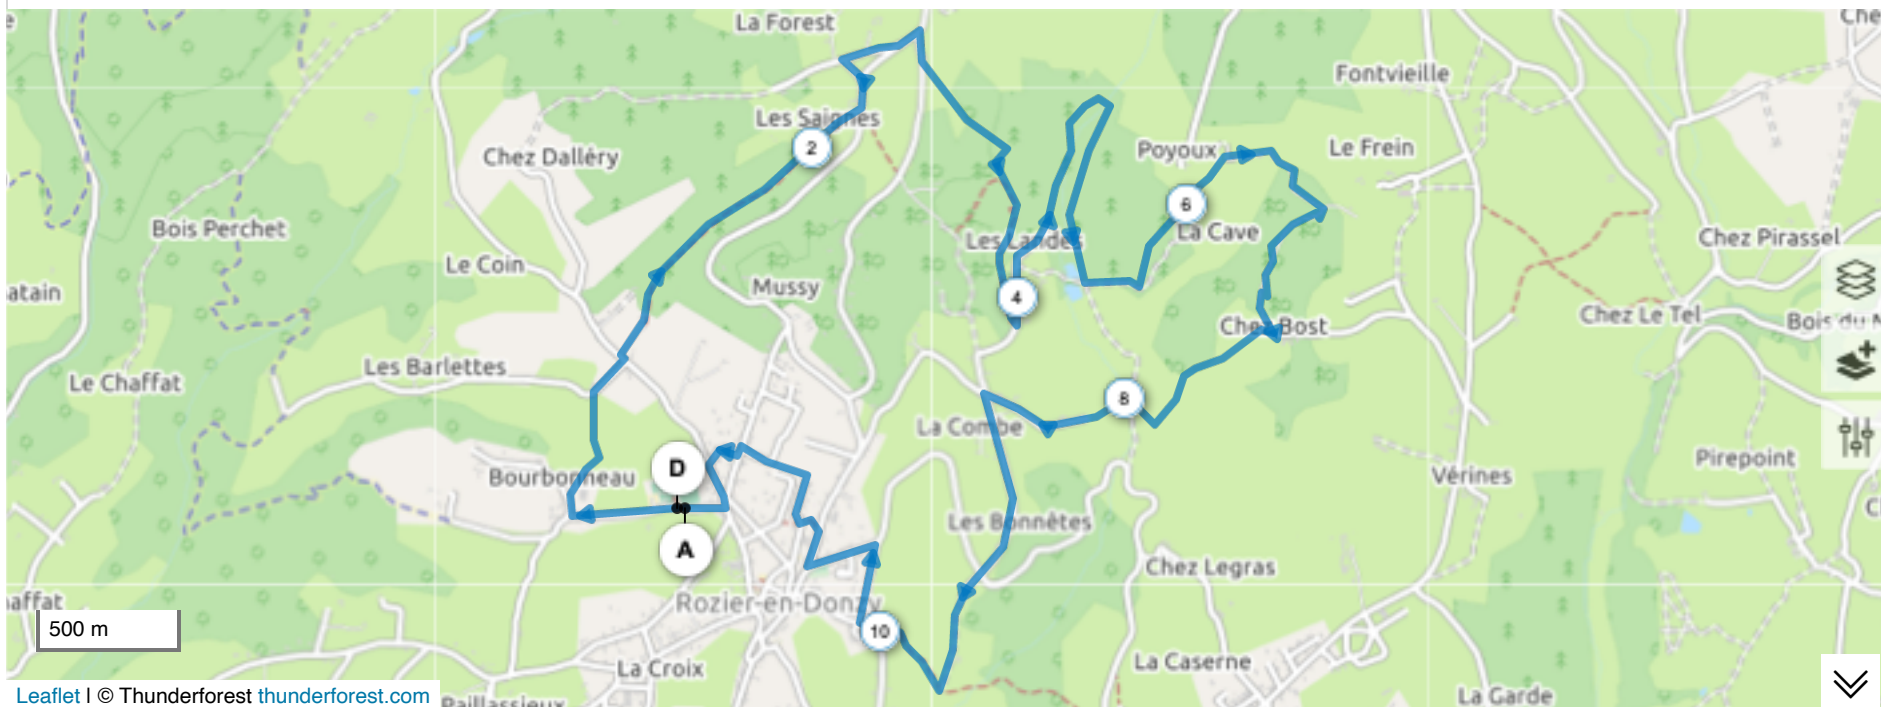 La Forest
Che
Fontvieille
Les Saignes
2
Chez Dalléry
Poyoux
Le Frein
6
Bois Perchet
La Cave
Chez Pirassel
Les Landes
Le Coin
Mussy
atain
4
Chez Le Tel
Bois du M
Chez Bost
Les Barlettes
Le Chaffat
8
La Combe
D
Pirepoint
Bourbonneau
Vérines
Les Bonnêtes
A
Chez Legras
affat
Rozier-en-Donzy
500 m
10
La Croix
La Caserne
Leaflet | © Thunderforest thunderforest.com
Paillassieux
La Garde